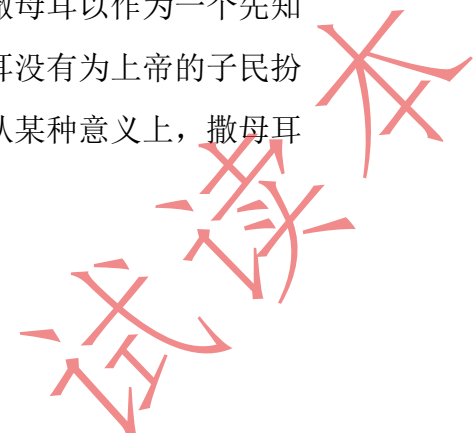 撒母耳以作为一个先知
耳没有为上帝的子民扮
从某种意义上，撒母耳
试读本